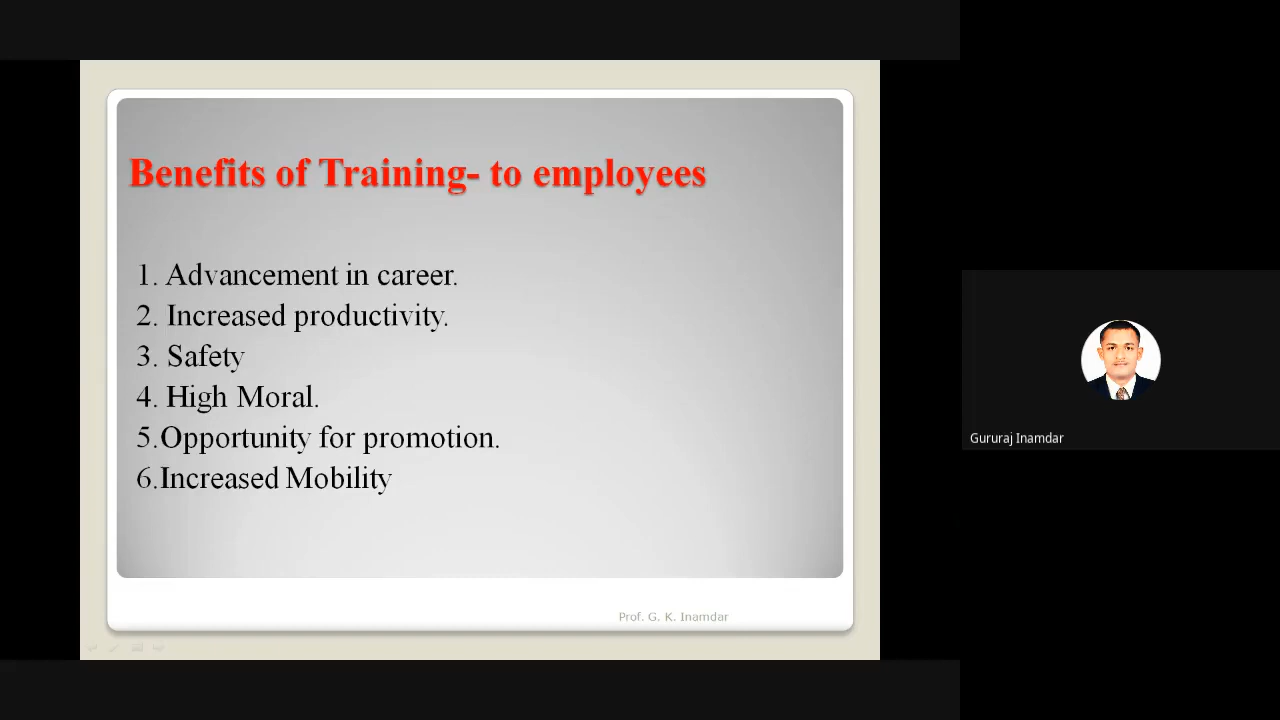 Benefits of Training- to employees
1. Advancement in career.
2. Increased productivity.
3. Safety
4. High Moral.
5.Opportunity for promotion.
6.Increased Mobility
Prof. G. K. Inamdar
Gururaj Inamdar